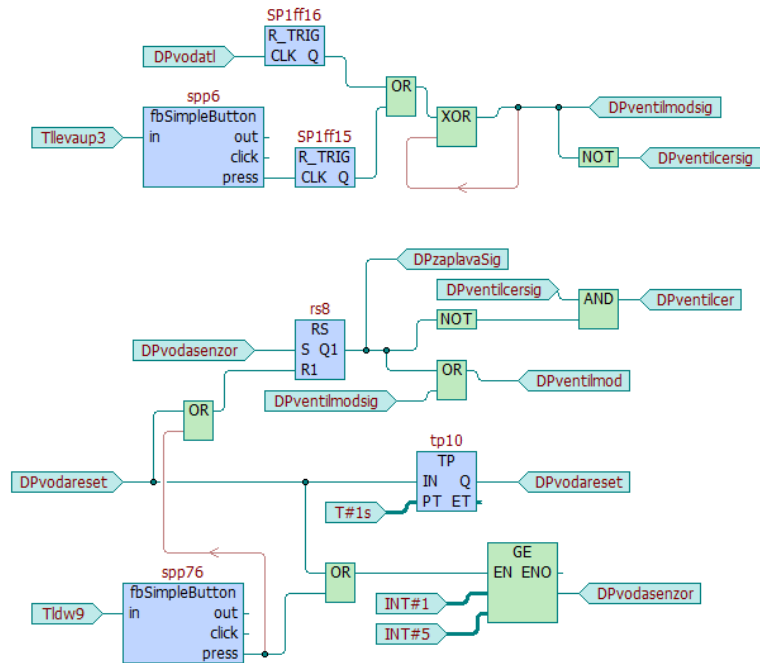 SP1ff16
R_TRIG
DPvodatl
CLK Q
spp6
OR
fbSimpleButton
XOR
DPventilmodsig
Tllevaup3
in out
SP1ff15
click
R_TRIG
NOT
DPventilcersig
press
CLK Q
DPzaplavaSig
rs8
DPventilcersig
AND
DPventilcer
RS
NOT
DPvodasenzor
S Q1
R1
OR
DPventilmod
DPventilmodsig
OR
tp10
TP
DPvodareset
IN Q
DPvodareset
T#1s
PT ET
GE
spp76
OR
EN ENO
fbSimpleButton
DPvodasenzor
Tldw9
in out
INT#1
click
INT#5
press